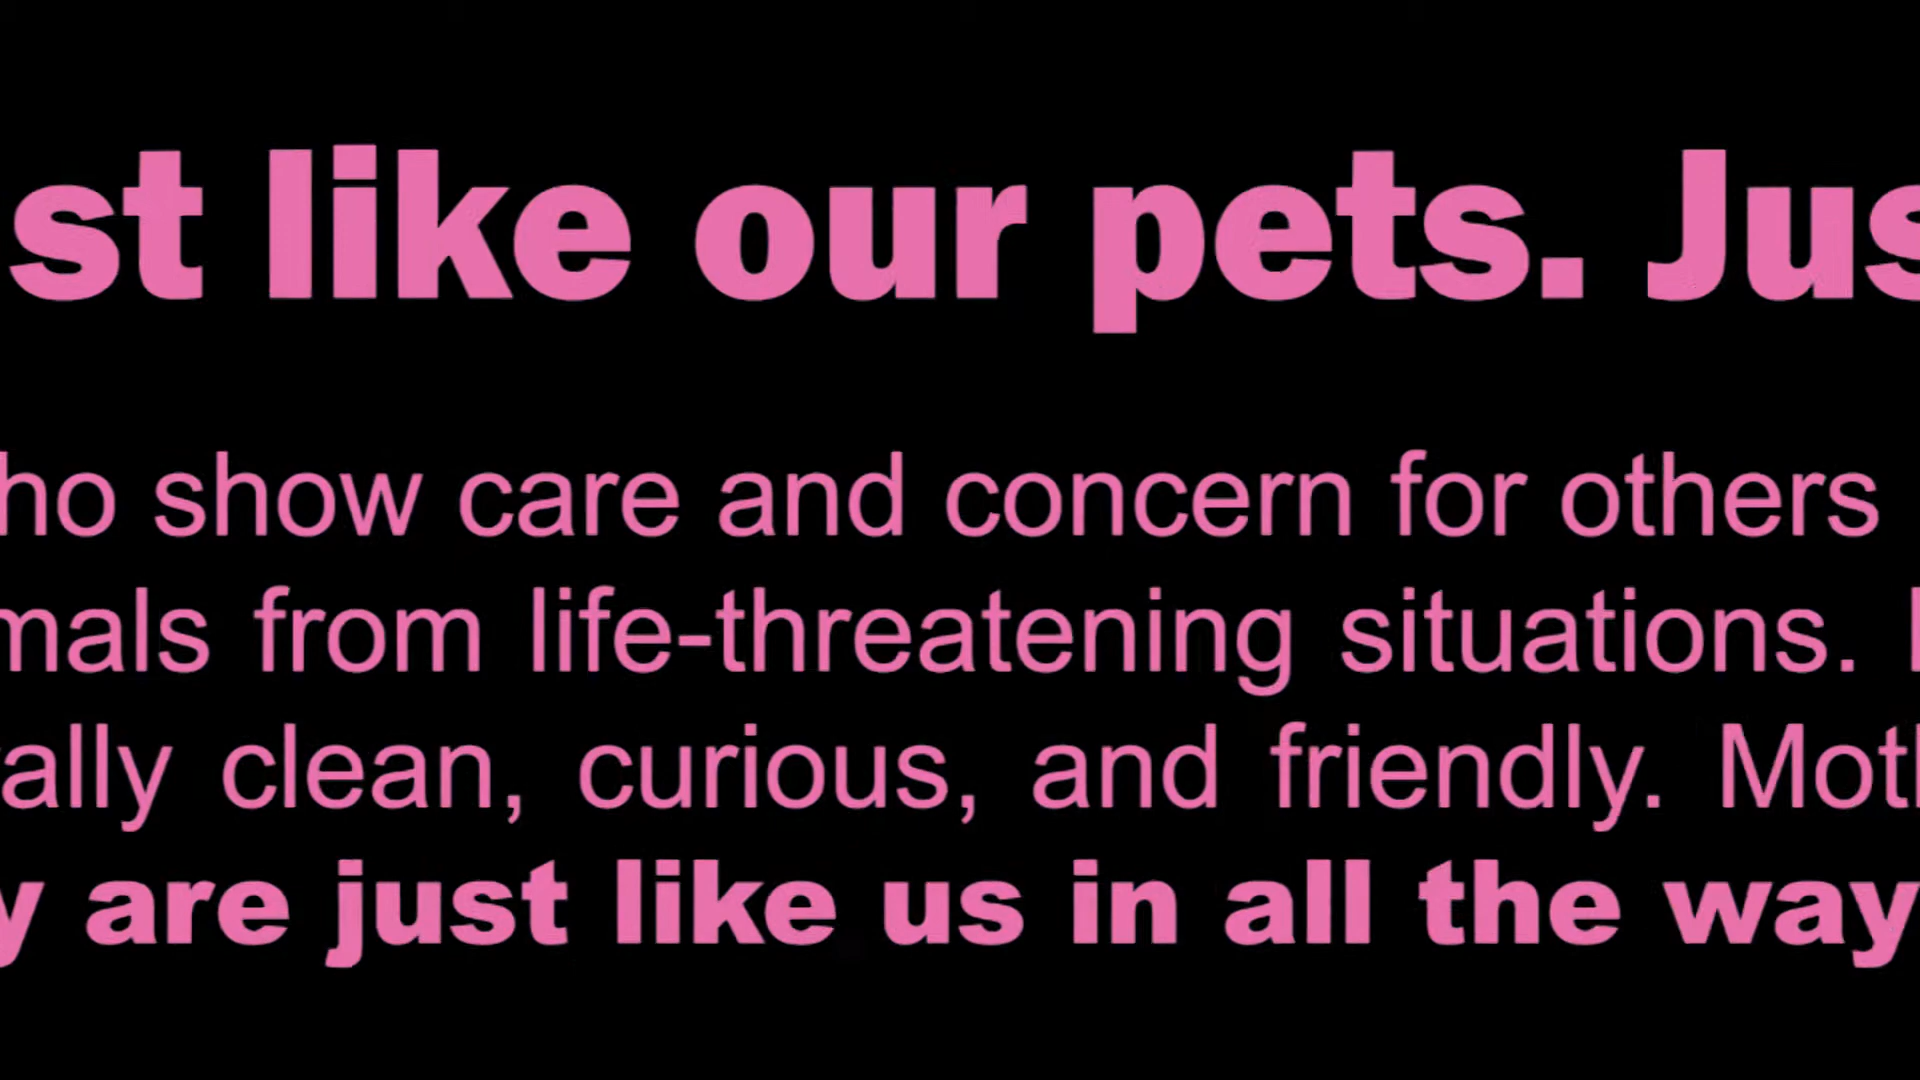 st like our pets. Jus
ho show care and concern for others
mals from life-threatening situations.
ally clean, curious, and friendly. Moth
y are just like us in all the way